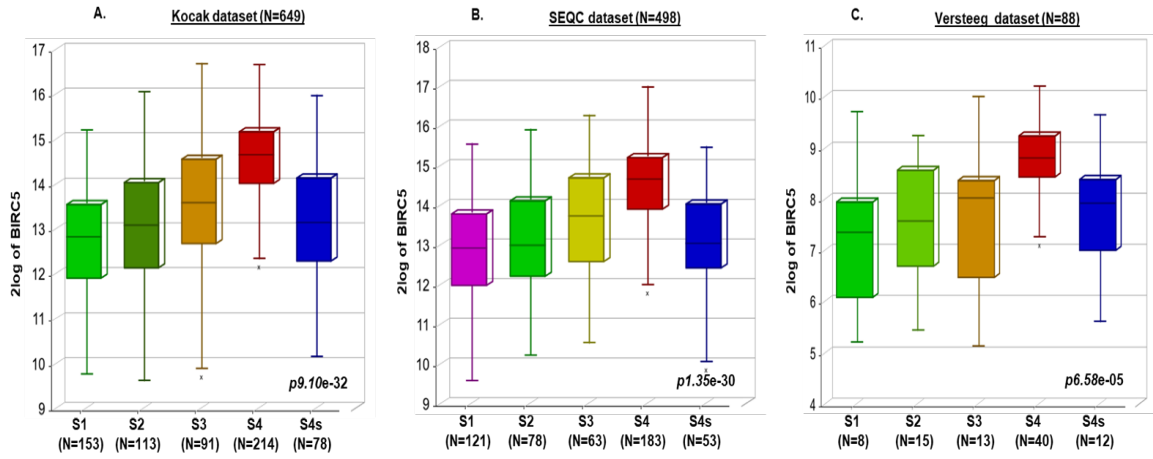 A. Kocak dataset (N=649)
2log of BIRC5
17
16
15
14
13
12
11
10
9
p9.10e-32
S1 S2 S3 S4 S4s
(N=153) (N=113) (N=91) (N=214) (N=78)
B. SEQC dataset (N=498)
2log of BIRC5
18
17
16
15
14
13
12
11
10
9
p1.35e-30
S1 S2 S3 S4 S4s
(N=121) (N=78) (N=63) (N=183) (N=53)
C. Versteeg dataset (N=88)
2log of BIRC5
11
10
9
8
7
6
5
4
p6.58e-05
S1 S2 S3 S4 S4s
(N=8) (N=15) (N=13) (N=40) (N=12)